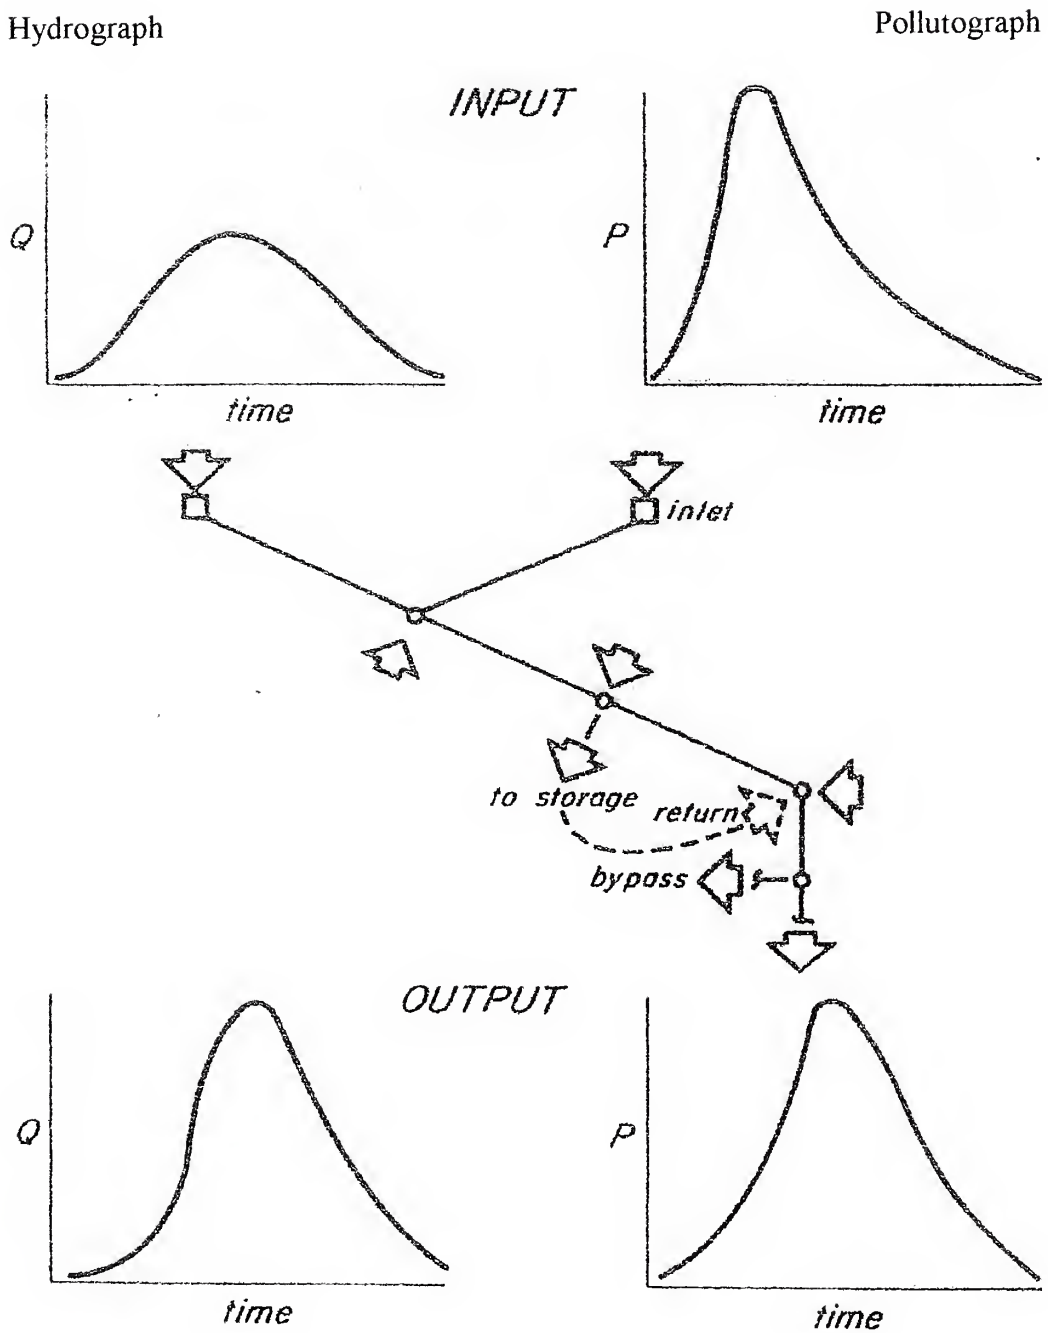 Hydrograph
Pollutograph
INPUT
Q
P
time
time
inlet
to storage
return
bypass
OUTPUT
Q
P
time
time